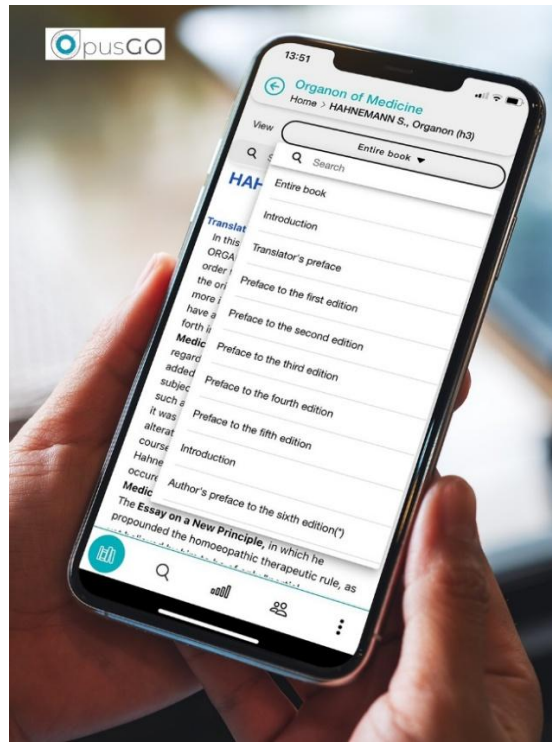 OpusGO
13:51
Organon of Medicine
Home > HAHNEMANN S., Organon (h3)
View
Entire book
Search
Entire book
Introduction
Translator's preface
Preface to the first edition
Preface to the second edition
Preface to the third edition
Preface to the fourth edition
Preface to the fifth edition
Introduction
Author's preface to the sixth edition(*)
HAH
Translat
In this
ORGA
order
the or
more i
have a
forth i
Medic
regard
added
subjec
such a
it was
alterat
course
Hahne
occure
Medic
The Essay on a New Principle, in which he
propounded the homoeopathic therapeutic rule, as